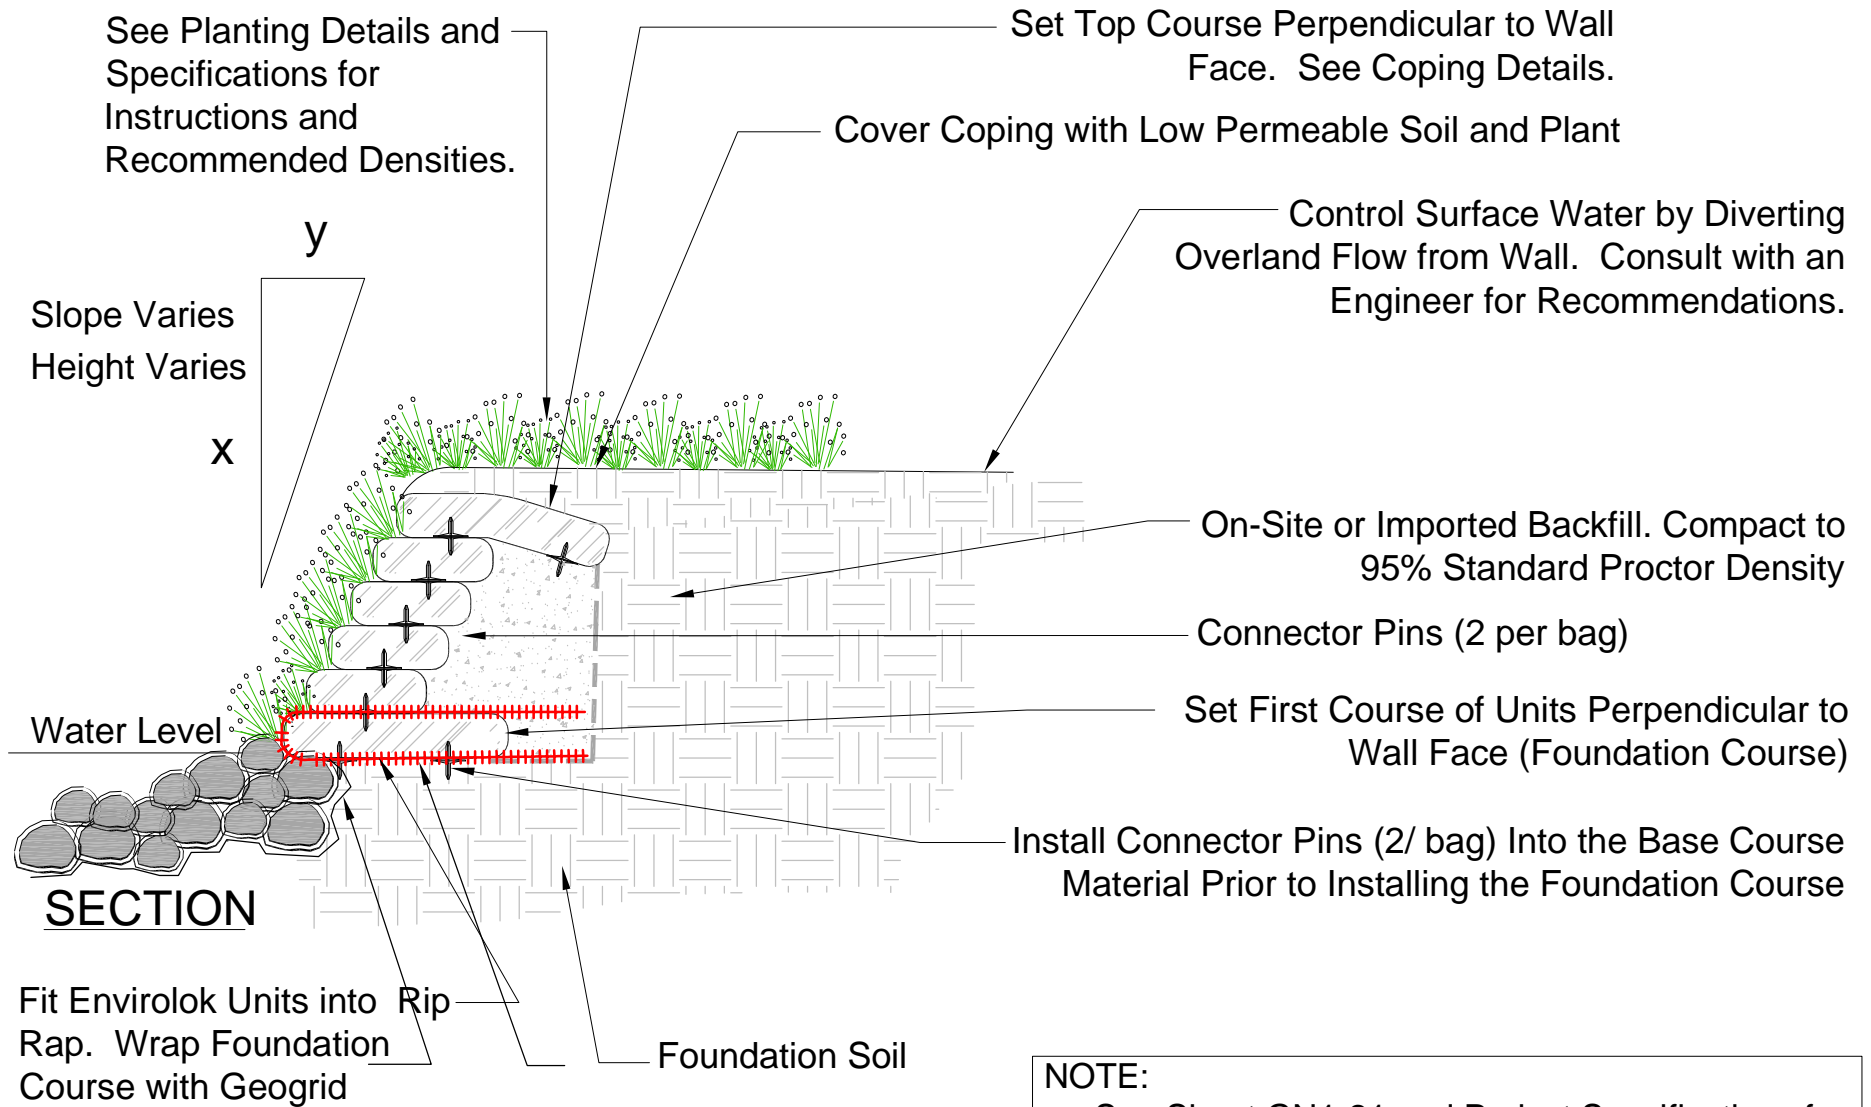 See Planting Details and
Specifications for
Instructions and
Recommended Densities.
Set Top Course Perpendicular to Wall
Face. See Coping Details.
Cover Coping with Low Permeable Soil and Plant
Control Surface Water by Diverting
Overland Flow from Wall. Consult with an
Engineer for Recommendations.
y
Slope Varies
Height Varies
x
On-Site or Imported Backfill. Compact to
95% Standard Proctor Density
Connector Pins (2 per bag)
Set First Course of Units Perpendicular to
Wall Face (Foundation Course)
Water Level
Install Connector Pins (2/ bag) Into the Base Course
Material Prior to Installing the Foundation Course
SECTION
Fit Envirolok Units into Rip
Rap. Wrap Foundation
Course with Geogrid
Foundation Soil
NOTE: